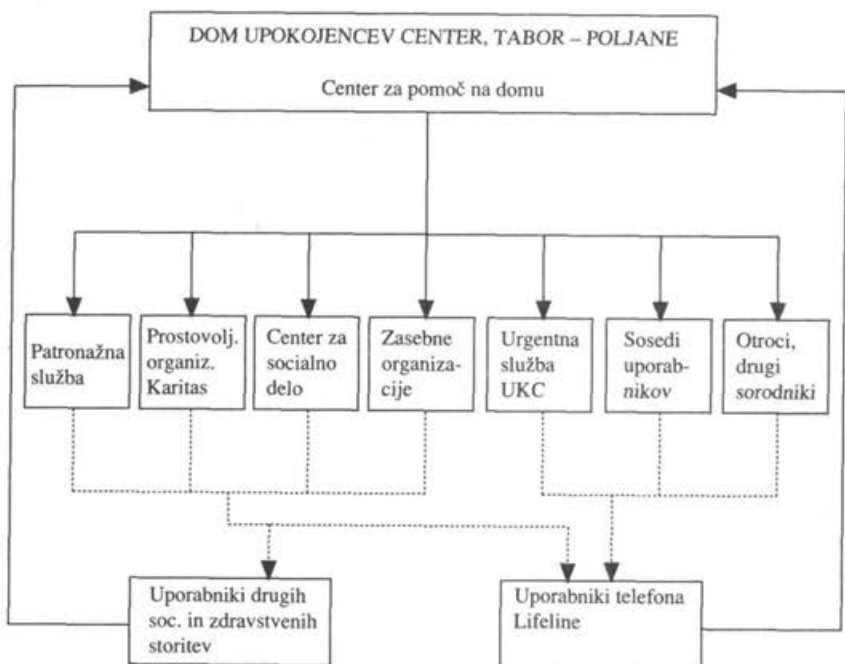 DOM UPOKOJENCEV CENTER, TABOR – POLJANE
Center za pomoč na domu
Patronažna
služba
Prostovolj.
organiz.
Karitas
Center za
socialno
delo
Zasebne
organiza-
cije
Urgentna
služba
UKC
Sosedi
uporab-
nikov
Otroci,
drugi
sorodniki
Uporabniki drugih
soc. in zdravstvenih
storitev
Uporabniki telefona
Lifeline